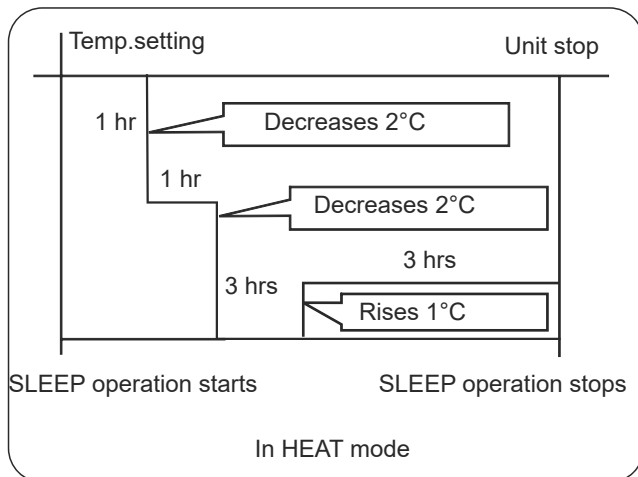 Temp.setting
Unit stop
1 hr
Decreases 2°C
1 hr
Decreases 2°C
3 hrs
3 hrs
Rises 1°C
SLEEP operation starts
SLEEP operation stops
In HEAT mode